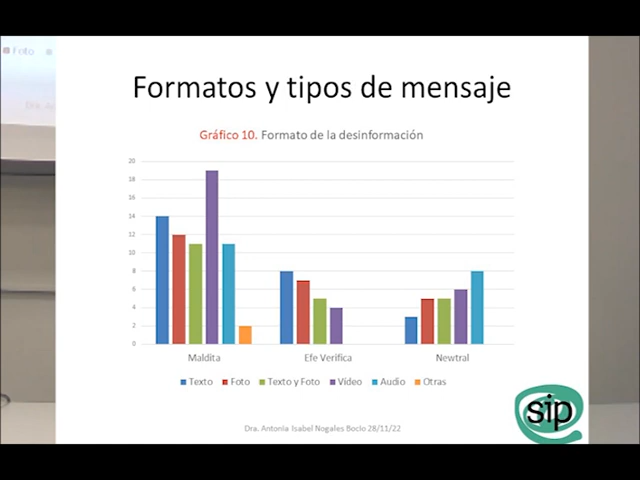 Foto
Formatos y tipos de mensaje
Gráfico 10. Formato de la desinformación
20
18
16
14
12
10
8
6
4
2
0
Maldita Efe Verifica Newtral
Texto Foto Texto y Foto Vídeo Audio Otras
Dra. Antonia Isabel Nogales Bocio 28/11/22
sip